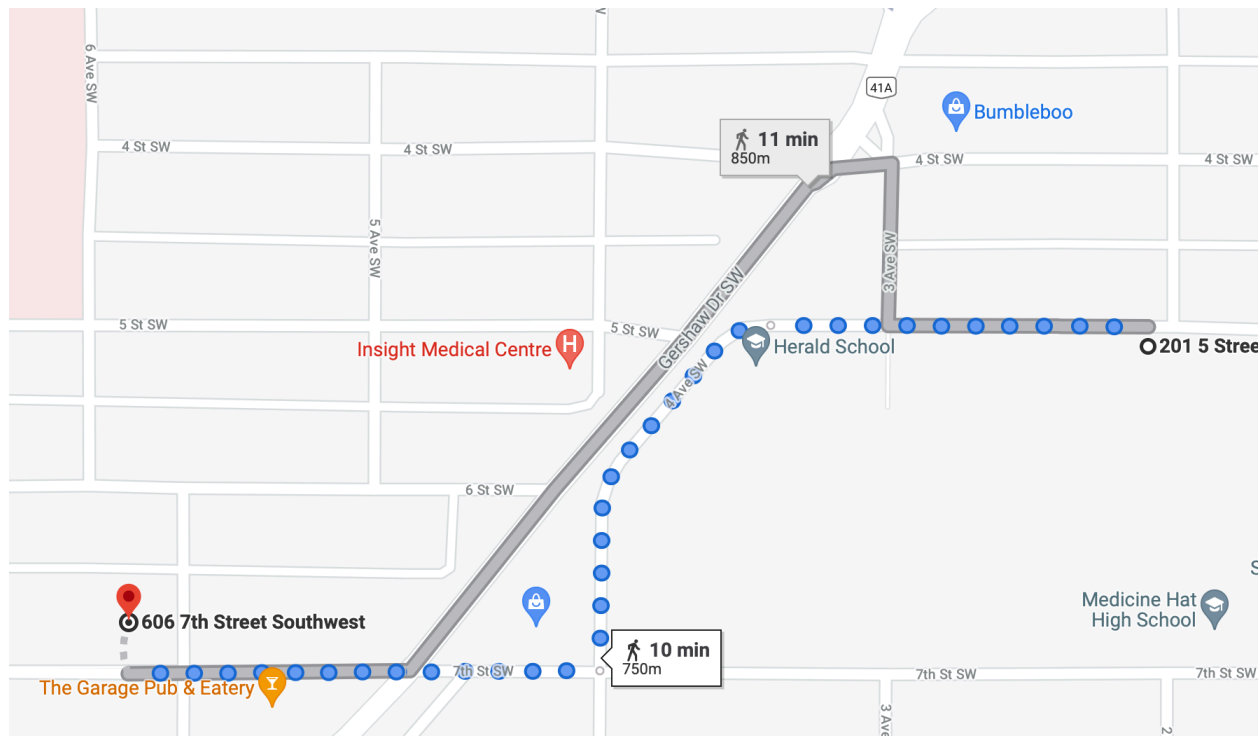 6 Ave SW
41A
Bumbleboo
11 min
850m
4 St SW
4 St SW
4 St SW
4 St SW
5 Ave SW
3 Ave SW
Gershaw Dr SW
5 St SW
5 St SW
Insight Medical Centre
H
Herald School
201 5 Stree
4 Ave SW
6 St SW
S
Medicine Hat
High School
606 7th Street Southwest
10 min
750m
7th St SW
7th St SW
7th St SW
The Garage Pub & Eatery
3 Ave
2